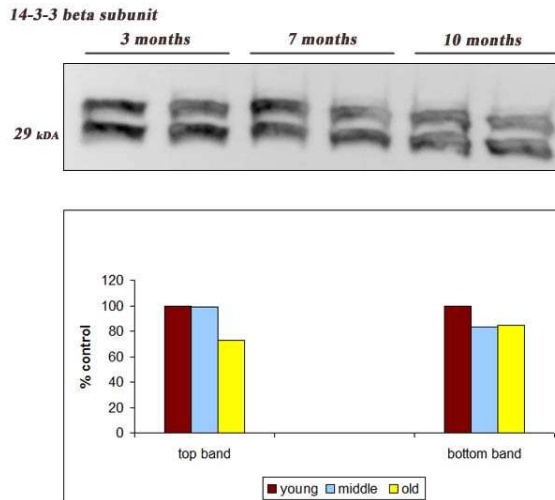 14-3-3 beta subunit
3 months 7 months 10 months
29 kDA
120
100
80
60
40
20
0
% control
top band bottom band
young middle old